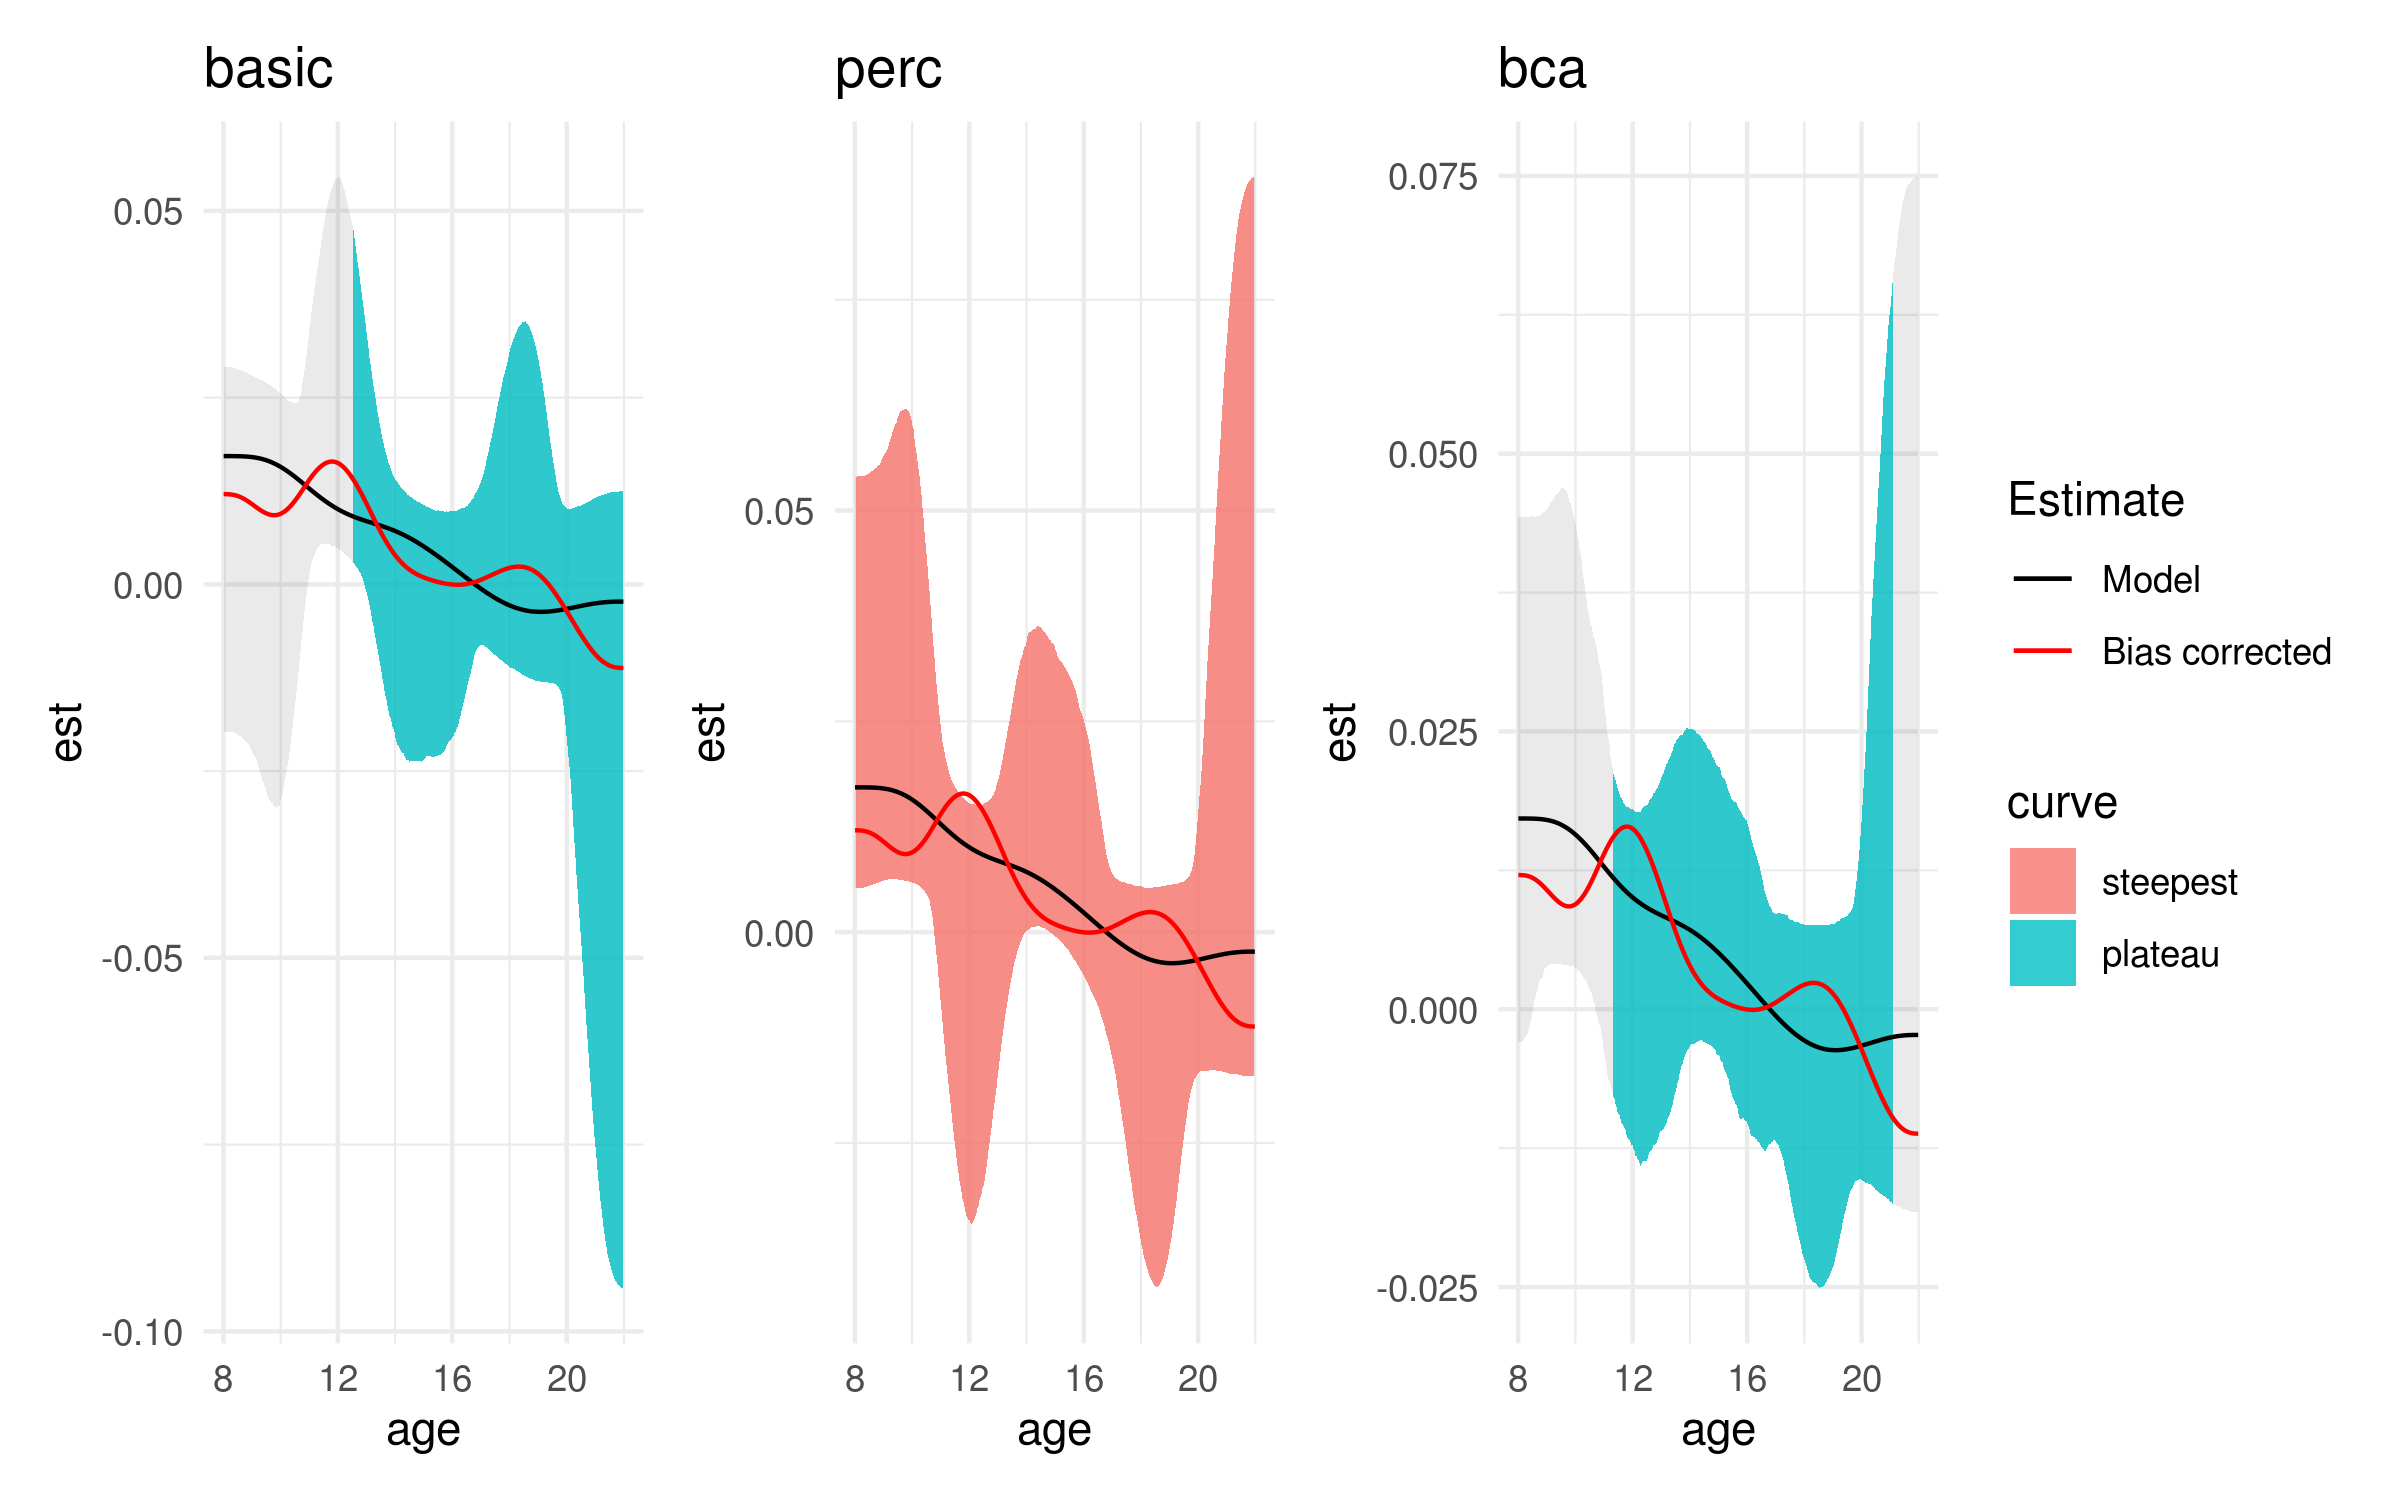 basic
0.05
0.00
-0.05
-0.10
est
8 12 16 20
age
perc
0.05
0.00
est
8 12 16 20
age
bca
0.075
0.050
0.025
0.000
-0.025
est
8 12 16 20
age
Estimate
Model
Bias corrected
curve
steepest
plateau